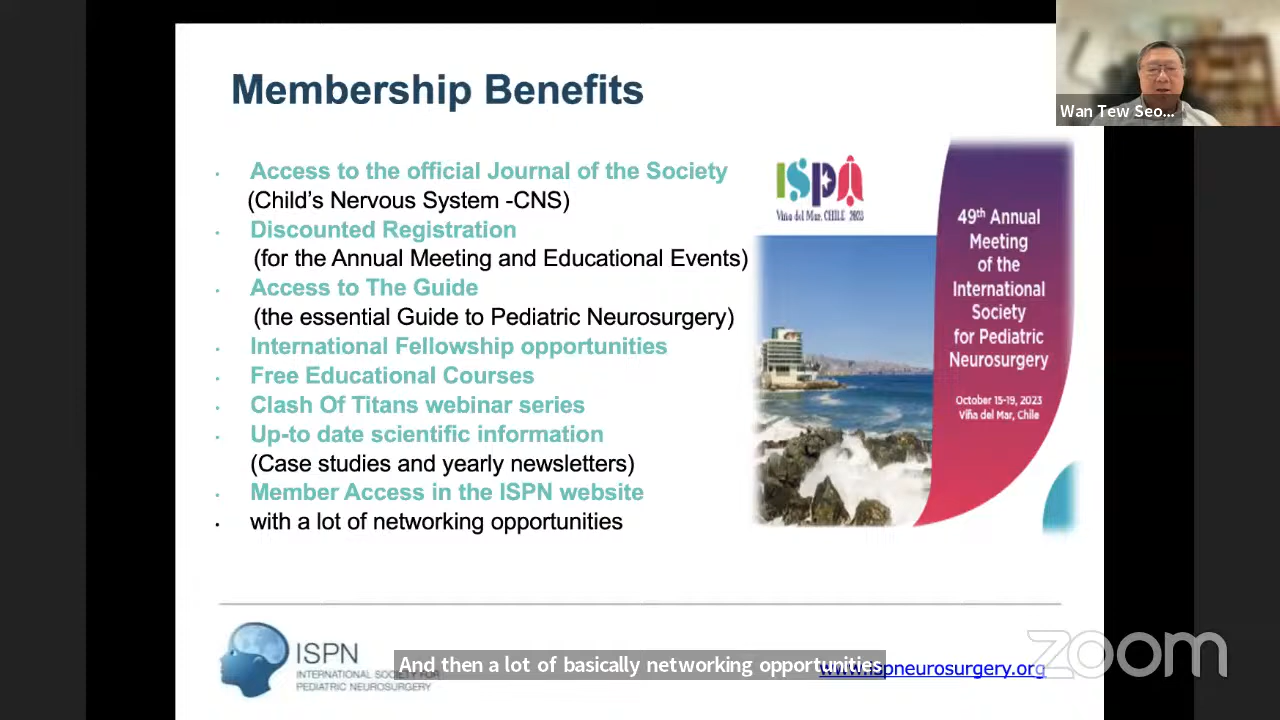 Membership Benefits
Wan Tew Seo...
· Access to the official Journal of the Society
(Child's Nervous System -CNS)
· Discounted Registration
(for the Annual Meeting and Educational Events)
· Access to The Guide
(the essential Guide to Pediatric Neurosurgery)
· International Fellowship opportunities
· Free Educational Courses
· Clash Of Titans webinar series
· Up-to date scientific information
(Case studies and yearly newsletters)
· Member Access in the ISPN website
· with a lot of networking opportunities
ISPN
Viña del Mar, CHILE 2023
49th Annual
Meeting
of the
International
Society
for Pediatric
Neurosurgery
October 15-19, 2023
Viña del Mar, Chile
ISPN
INTERNATIONAL SOCIETY FOR
PEDIATRIC NEUROSURGERY
And then a lot of basically networking opportunities
www.ispneurosurgery.org
zoom